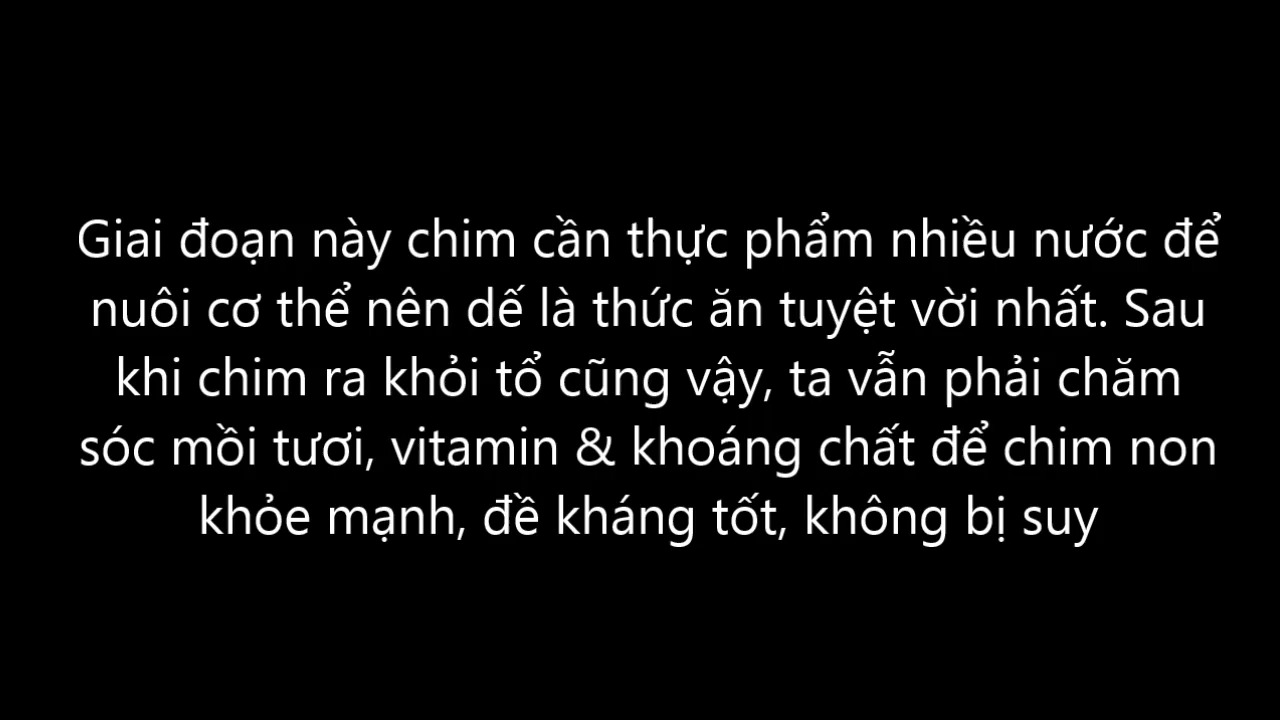 Giai đoạn này chim cần thực phẩm nhiều nước để
nuôi cơ thể nên dế là thức ăn tuyệt vời nhất. Sau
khi chim ra khỏi tổ cũng vậy, ta vẫn phải chăm
sóc mồi tươi, vitamin & khoáng chất để chim non
khỏe mạnh, đề kháng tốt, không bị suy